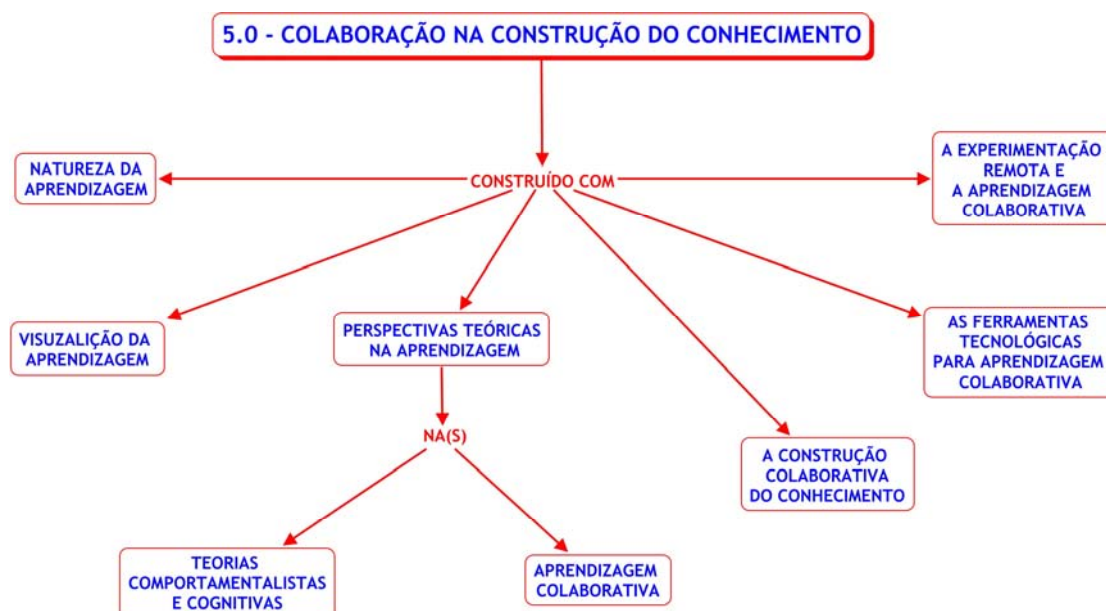 5.0 - COLABORAÇÃO NA CONSTRUÇÃO DO CONHECIMENTO
NATUREZA DA
APRENDIZAGEM
CONSTRUÍDO COM
A EXPERIMENTAÇÃO
REMOTA E
A APRENDIZAGEM
COLABORATIVA
VISUZALIÇÃO DA
APRENDIZAGEM
PERSPECTIVAS TEÓRICAS
NA APRENDIZAGEM
AS FERRAMENTAS
TECNOLÓGICAS
PARA APRENDIZAGEM
COLABORATIVA
NA(S)
A CONSTRUÇÃO
COLABORATIVA
DO CONHECIMENTO
TEORIAS
COMPORTAMENTALISTAS
E COGNITIVAS
APRENDIZAGEM
COLABORATIVA